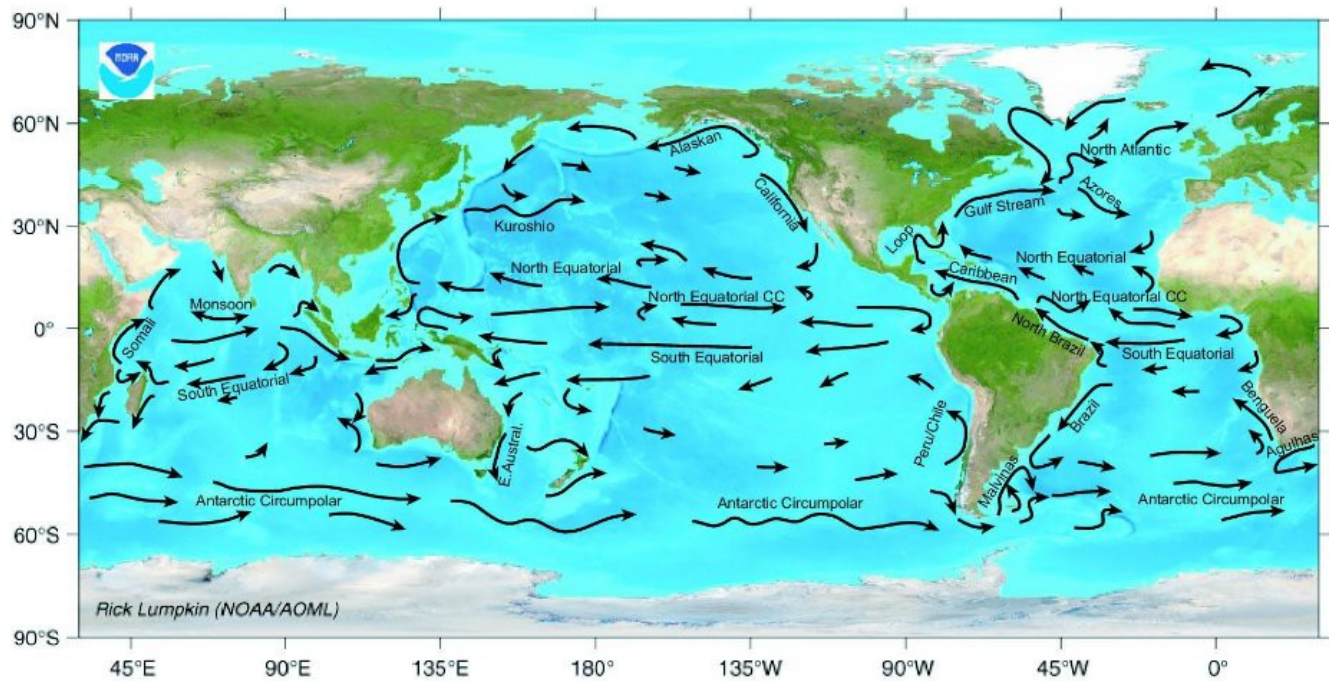 90°N
NOAA
60°N
Alaskan
North Atlantic
California
Azores
Gulf Stream
30°N
Kuroshio
Loop
North Equatorial
North Equatorial
Caribbean
Monsoon
North Equatorial CC
North Equatorial CC
0°
Somali
North Brazil
South Equatorial
South Equatorial
South Equatorial
Benguela
Brazil
30°S
E.Austral.
Peru/Chile
Agulhas
Malvinas
Antarctic Circumpolar
Antarctic Circumpolar
Antarctic Circumpolar
60°S
Rick Lumpkin (NOAA/AOML)
90°S
45°E 90°E 135°E 180° 135°W 90°W 45°W 0°